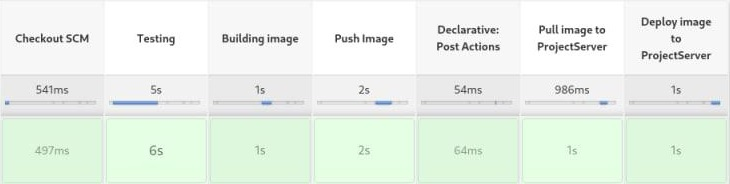 Checkout SCM
Testing
Building image
Push Image
Declarative:
Post Actions
Pull image to
ProjectServer
Deploy image
to
ProjectServer
541ms
5s
1s
2s
54ms
986ms
1s
497ms
6s
1s
2s
64ms
1s
1s